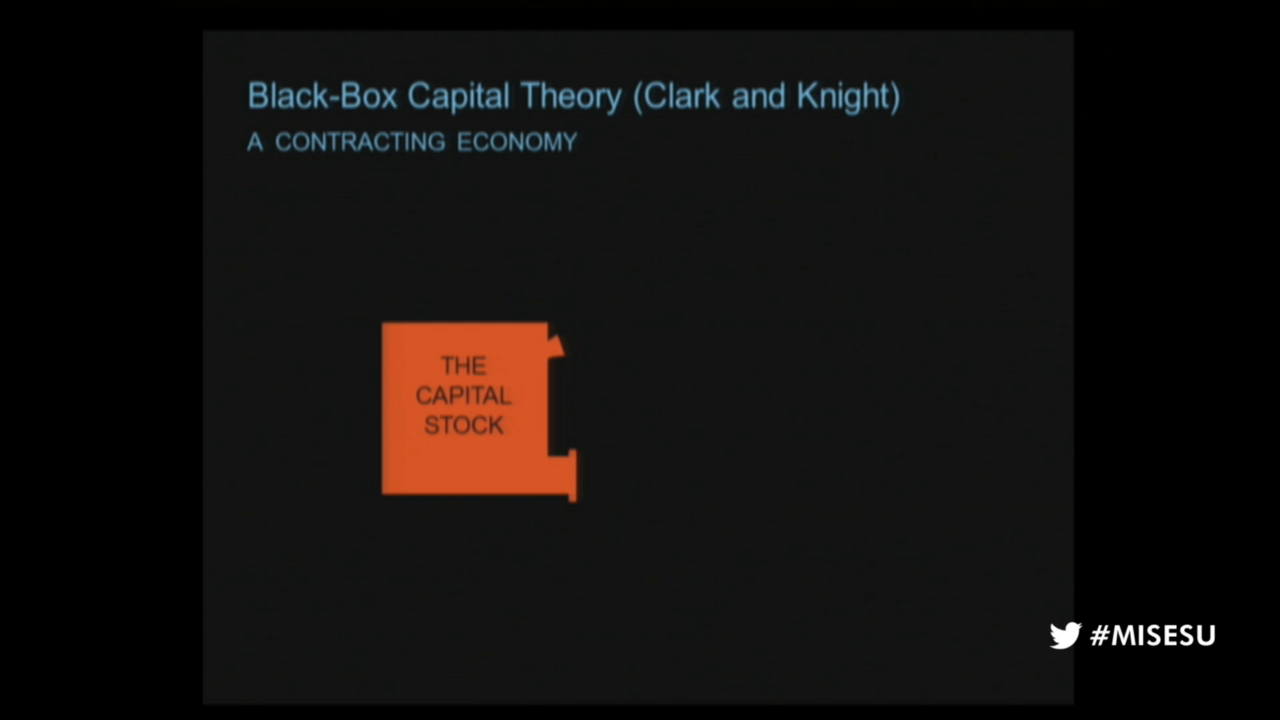 Black-Box Capital Theory (Clark and Knight)
A CONTRACTING ECONOMY
THE
CAPITAL
STOCK
#MISESU